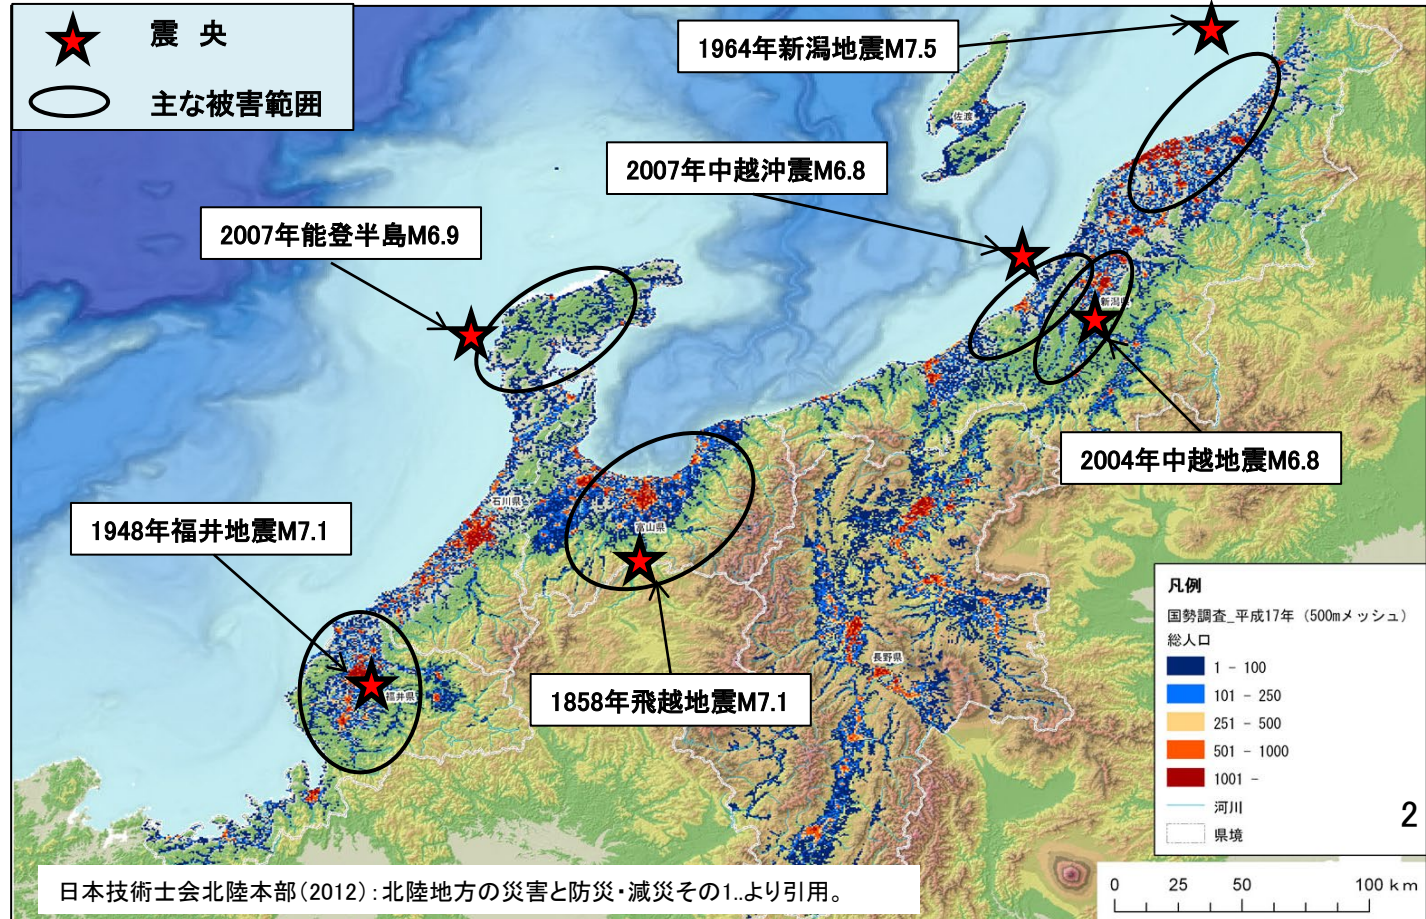 震 央
主な被害範囲
1964年新潟地震M7.5
佐渡
2007年中越沖震M6.8
2007年能登半島M6.9
新潟県
2004年中越地震M6.8
石川県
富山県
1948年福井地震M7.1
福井県
長野県
1858年飛越地震M7.1
凡例
国勢調査_平成17年（500mメッシュ）
総人口
1 - 100
101 - 250
251 - 500
501 - 1000
1001 -
河川
県境
2
0 25 50 100 km
日本技術士会北陸本部(2012):北陸地方の災害と防災・減災その1..より引用。